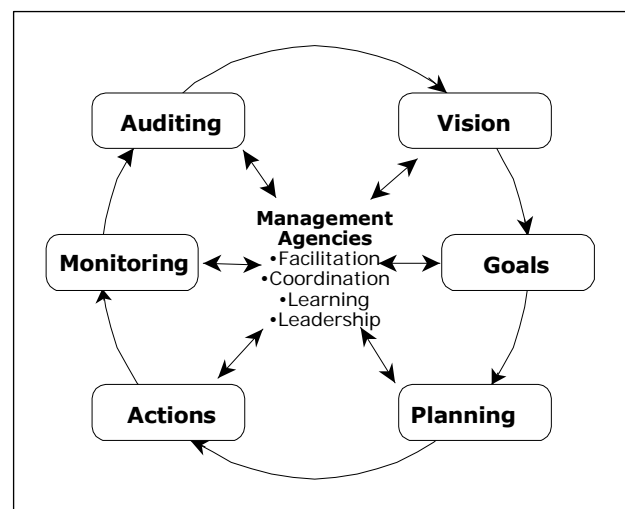 Auditing
Vision
Management
Agencies
•Facilitation
•Coordination
•Learning
•Leadership
Monitoring
Goals
Actions
Planning